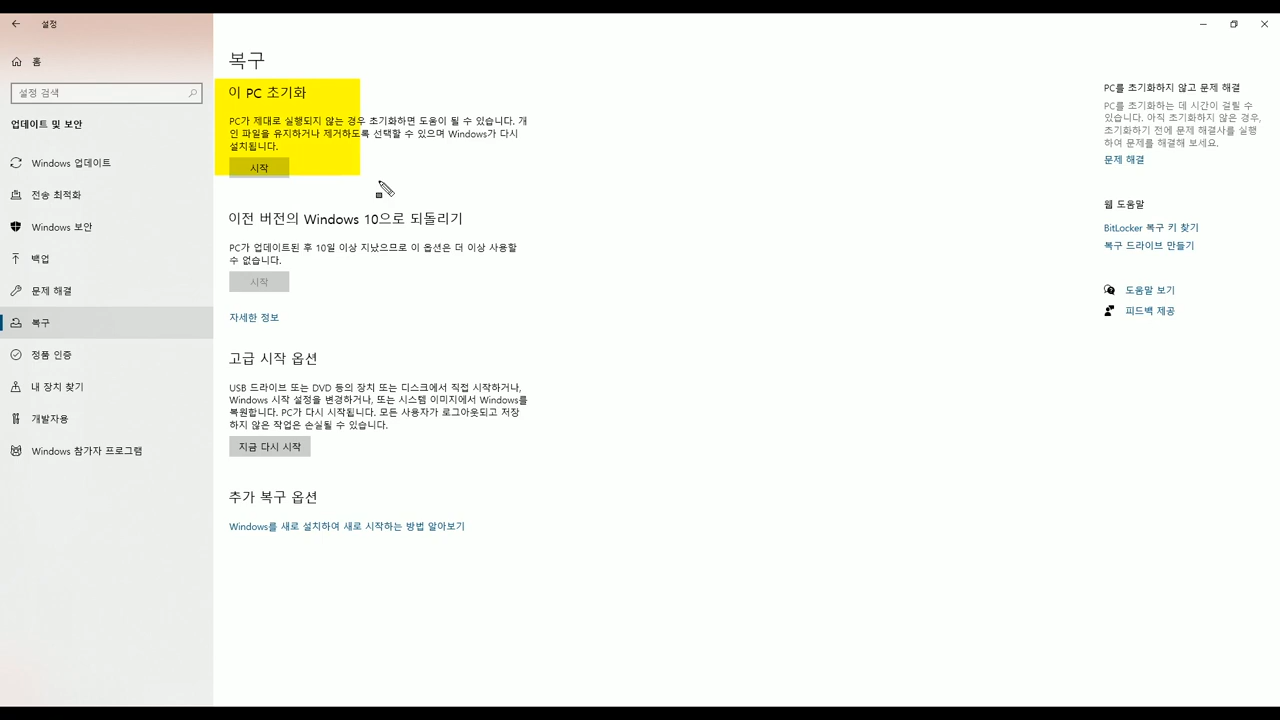 설정
홈
설정 검색
업데이트 및 보안
Windows 업데이트
전송 최적화
Windows 보안
백업
문제 해결
복구
정품 인증
내 장치 찾기
개발자용
Windows 참가자 프로그램
복구
이 PC 초기화
PC가 제대로 실행되지 않는 경우 초기화하면 도움이 될 수 있습니다. 개
인 파일을 유지하거나 제거하도록 선택할 수 있으며 Windows가 다시
설치됩니다.
시작
이전 버전의 Windows 10으로 되돌리기
PC가 업데이트된 후 10일 이상 지났으므로 이 옵션은 더 이상 사용할
수 없습니다.
시작
자세한 정보
고급 시작 옵션
USB 드라이브 또는 DVD 등의 장치 또는 디스크에서 직접 시작하거나,
Windows 시작 설정을 변경하거나, 또는 시스템 이미지에서 Windows를
복원합니다. PC가 다시 시작됩니다. 모든 사용자가 로그아웃되고 저장
하지 않은 작업은 손실될 수 있습니다.
지금 다시 시작
추가 복구 옵션
Windows를 새로 설치하여 새로 시작하는 방법 알아보기
PC를 초기화하지 않고 문제 해결
PC를 초기화하는 데 시간이 걸릴 수
있습니다. 아직 초기화하지 않은 경우,
초기화하기 전에 문제 해결사를 실행
하여 문제를 해결해 보세요.
문제 해결
웹 도움말
BitLocker 복구 키 찾기
복구 드라이브 만들기
도움말 보기
피드백 제공